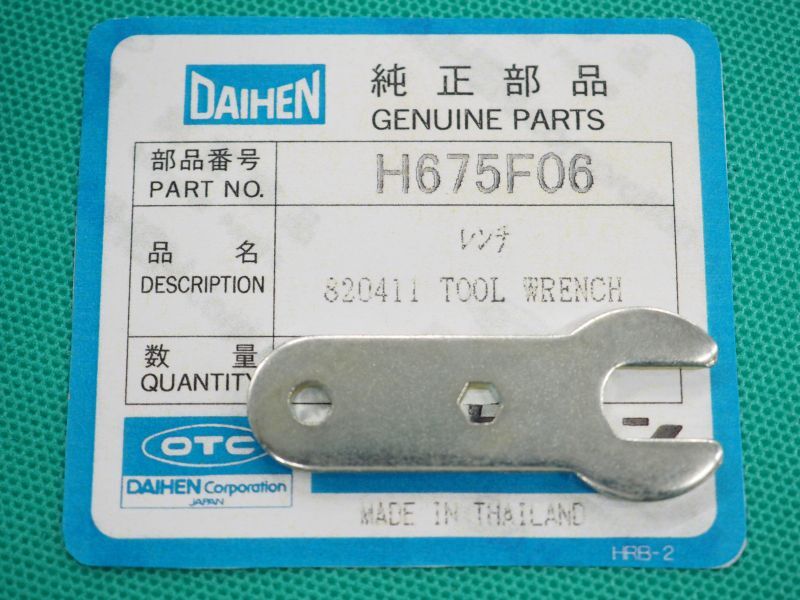 DAIHEN
純正部品
GENUINE PARTS
部品番号
PART NO.
H675F06
品名
DESCRIPTION
レンチ
820411 TOOL WRENCH
数量
QUANTITY
OTC
DAIHEN Corporation
JAPAN
MADE IN THAILAND
HRB-2